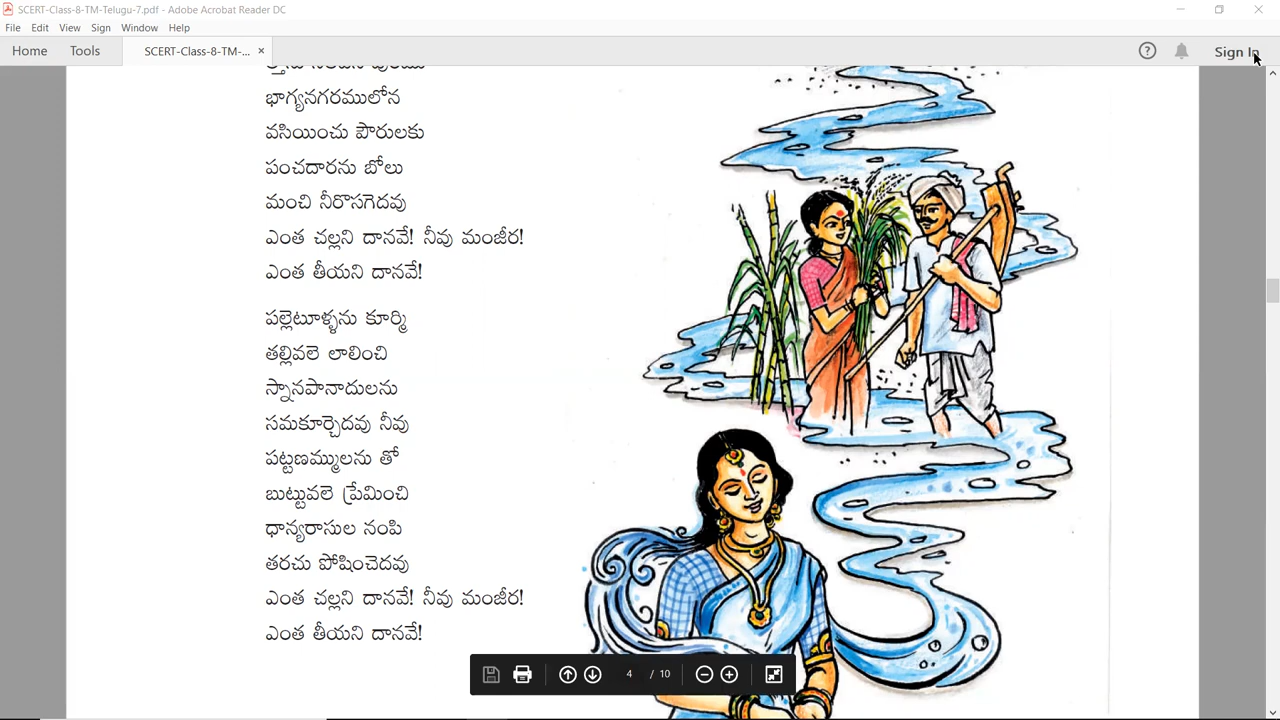 SCERT-Class-8-TM-Telugu-7.pdf - Adobe Acrobat Reader DC
File Edit View Sign Window Help
Home Tools SCERT-Class-8-TM-... × Sign In
భాగ్యనగరములోన
వసియించు పౌరులకు
పంచదారను బోలు
మంచి నీరొసగెదవు
ఎంత చల్లని దానవే! నీవు మంజీర!
ఎంత తీయని దానవే!
పల్లెటూళ్ళను కూర్మి
తల్లివలె లాలించి
స్నానపానాదులను
సమకూర్చెదవు నీవు
పట్టణమ్ములను తో
బుట్టువలె ప్రేమించి
ధాన్యరాసుల నంపి
తరచు పోషించెదవు
ఎంత చల్లని దానవే! నీవు మంజీర!
ఎంత తీయని దానవే!
4 / 10